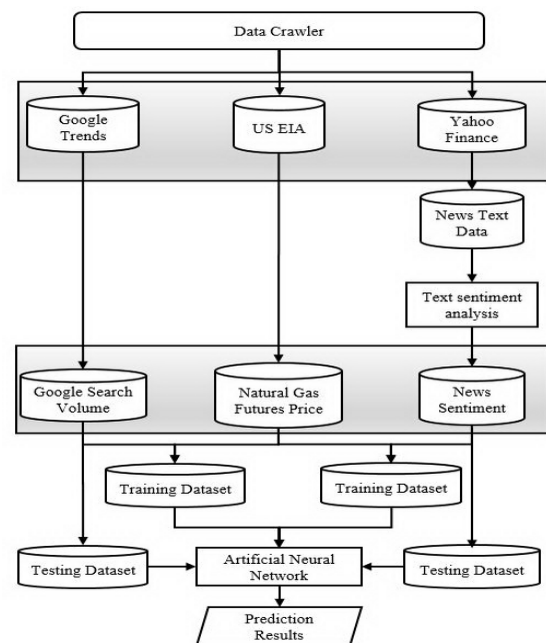 Data Crawler
Google
Trends
US EIA
Yahoo
Finance
News Text
Data
Text sentiment
analysis
Google Search
Volume
Natural Gas
Futures Price
News
Sentiment
Training Dataset
Training Dataset
Testing Dataset
Artificial Neural
Network
Testing Dataset
Prediction
Results